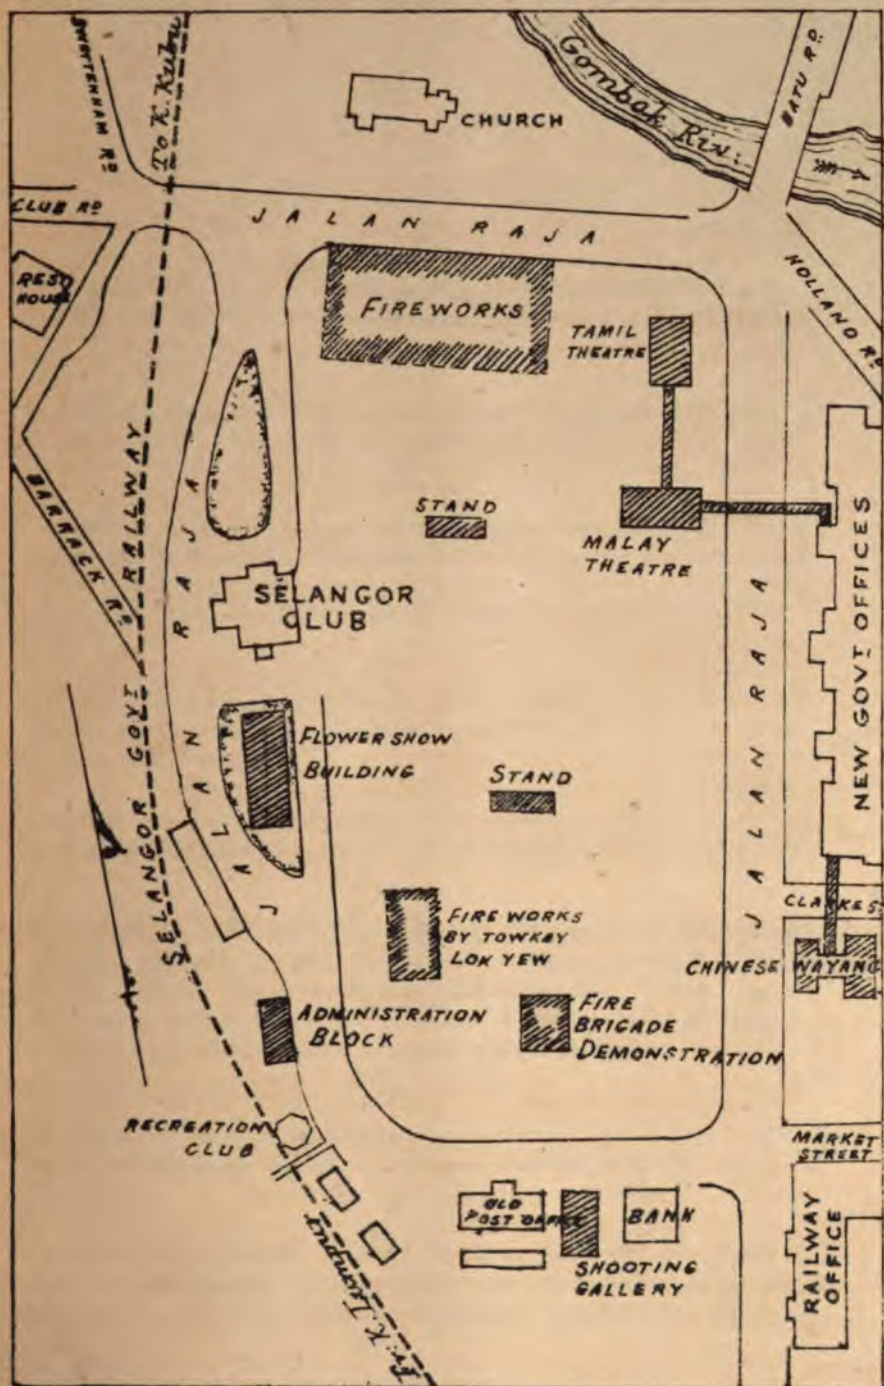 SWETTENHAM RD
To K. Kubu
CHURCH
Gombak Riv:
BATU RD
CLUB RD
JALAN RAJA
REST
HOUSE
FIREWORKS
TAMIL
THEATRE
HOLLAND RD
BARRACK RD
SELANGOR GOVT RAILWAY
JALAN RAJA
STAND
MALAY
THEATRE
SELANGOR
CLUB
JALAN RAJA
NEW GOVT OFFICES
FLOWER SHOW
BUILDING
STAND
CLARKE S
FIRE WORKS
BY TOWKAY
LOK YEW
CHINESE WAYANG
ADMINISTRATION
BLOCK
FIRE
BRIGADE
DEMONSTRATION
RECREATION
CLUB
MARKET
STREET
OLD
POST OFFICE
BANK
SHOOTING
GALLERY
RAILWAY
OFFICE
Fr. K. Lumpur